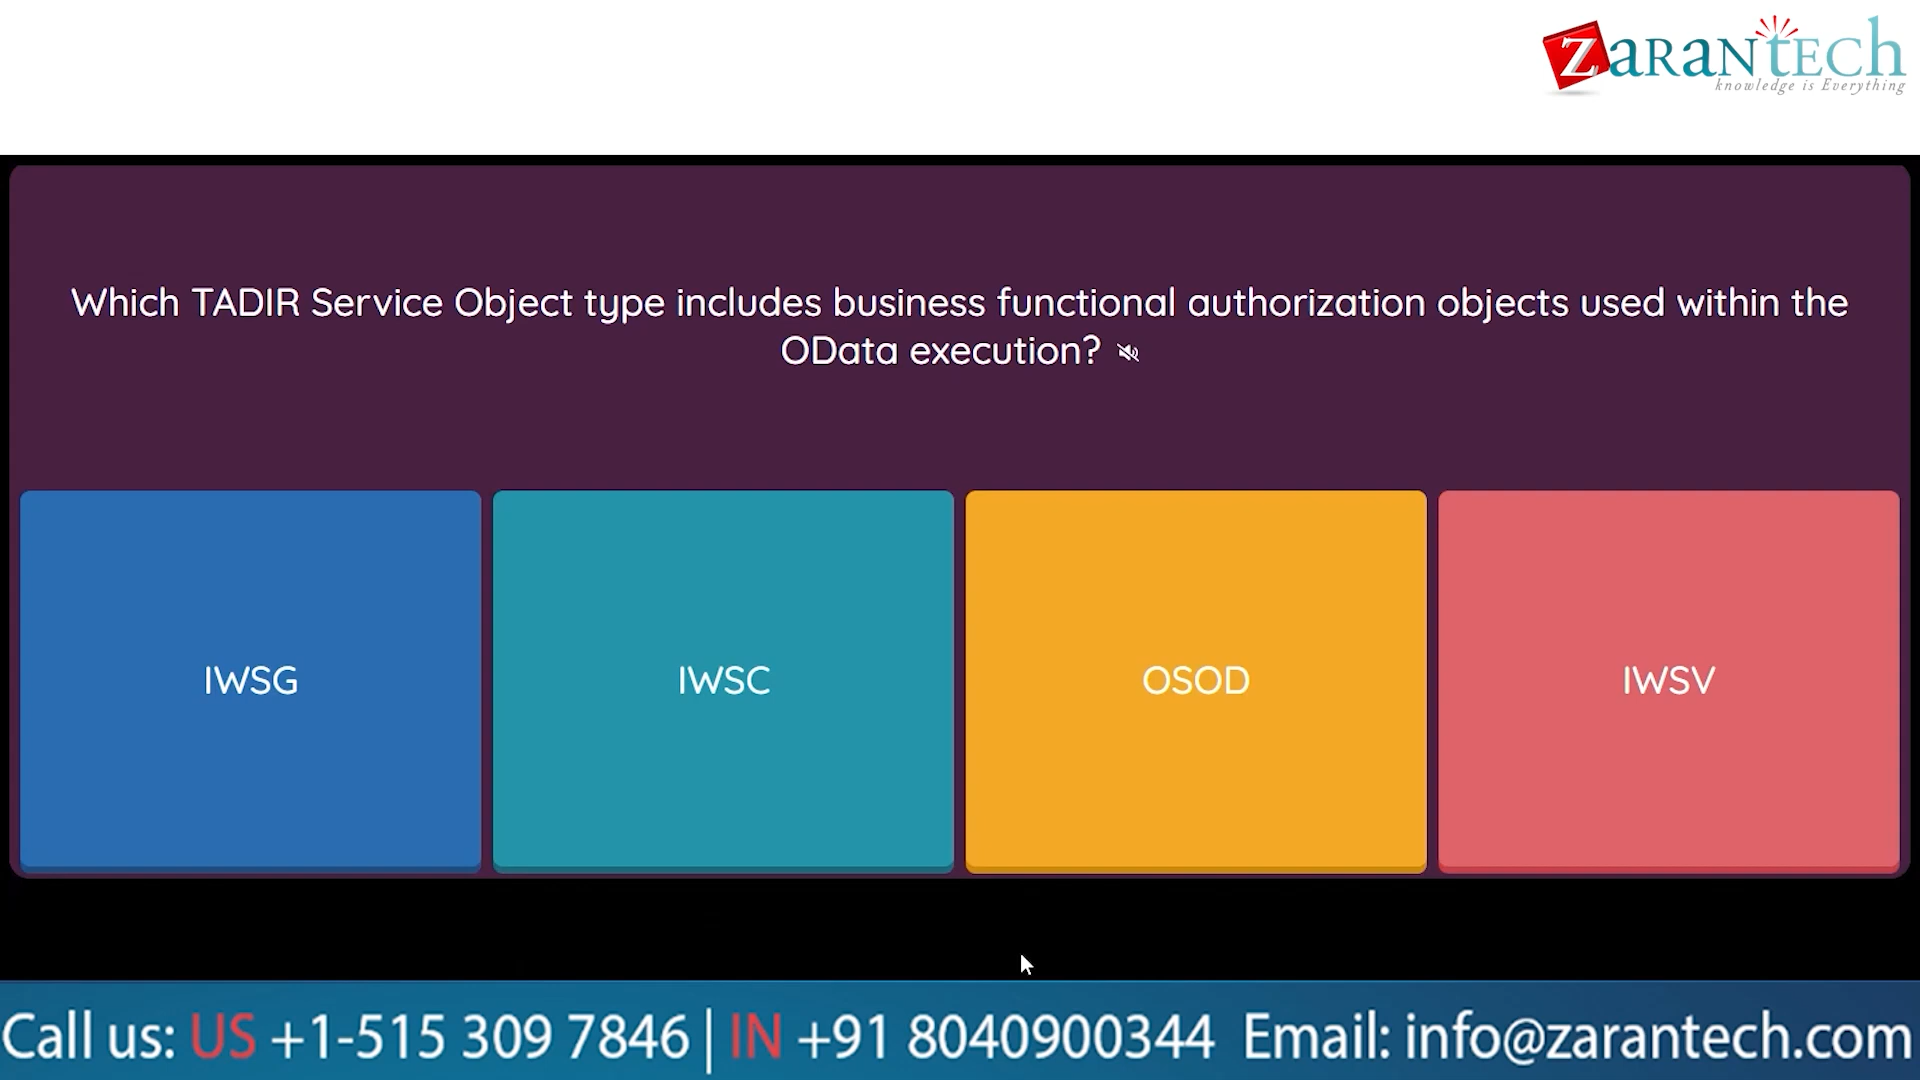 ZARANTECH
knowledge is Everything
Which TADIR Service Object type includes business functional authorization objects used within the
OData execution?
IWSG
IWSC
OSOD
IWSV
Call us: US +1-515 309 7846 | IN +91 8040900344 Email: info@zarantech.com